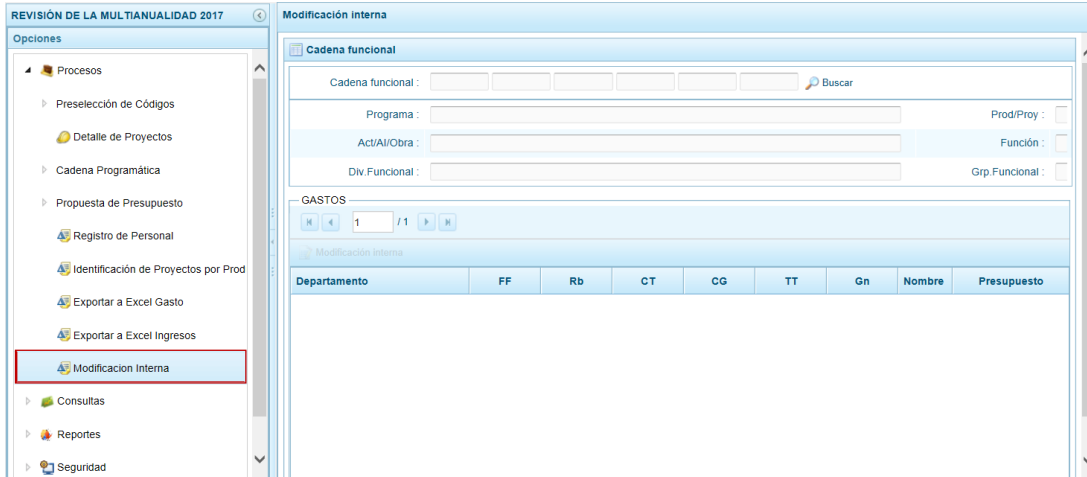 REVISIÓN DE LA MULTIANUALIDAD 2017
Opciones
Procesos
Preselección de Códigos
Detalle de Proyectos
Cadena Programática
Propuesta de Presupuesto
Registro de Personal
Identificación de Proyectos por Prod
Exportar a Excel Gasto
Exportar a Excel Ingresos
Modificacion Interna
Consultas
Reportes
Seguridad
Modificación interna
Cadena funcional
Cadena funcional : Buscar
Programa : Prod/Proy :
Act/AI/Obra : Función :
Div.Funcional : Grp.Funcional :
GASTOS
1 / 1
Modificación Interna
Departamento FF Rb CT CG TT Gn Nombre Presupuesto